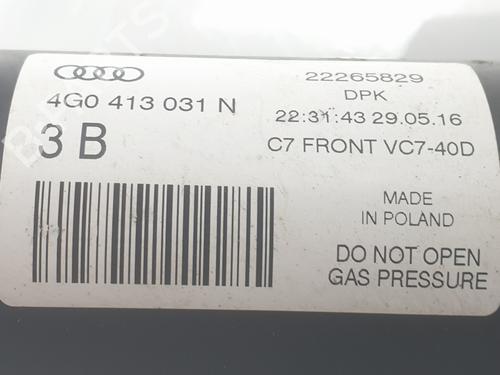 22265829
4G0 413 031 N
DPK
22:31:43 29.05.16
3 B
C7 FRONT VC7-40D
MADE
IN POLAND
DO NOT OPEN
GAS PRESSURE